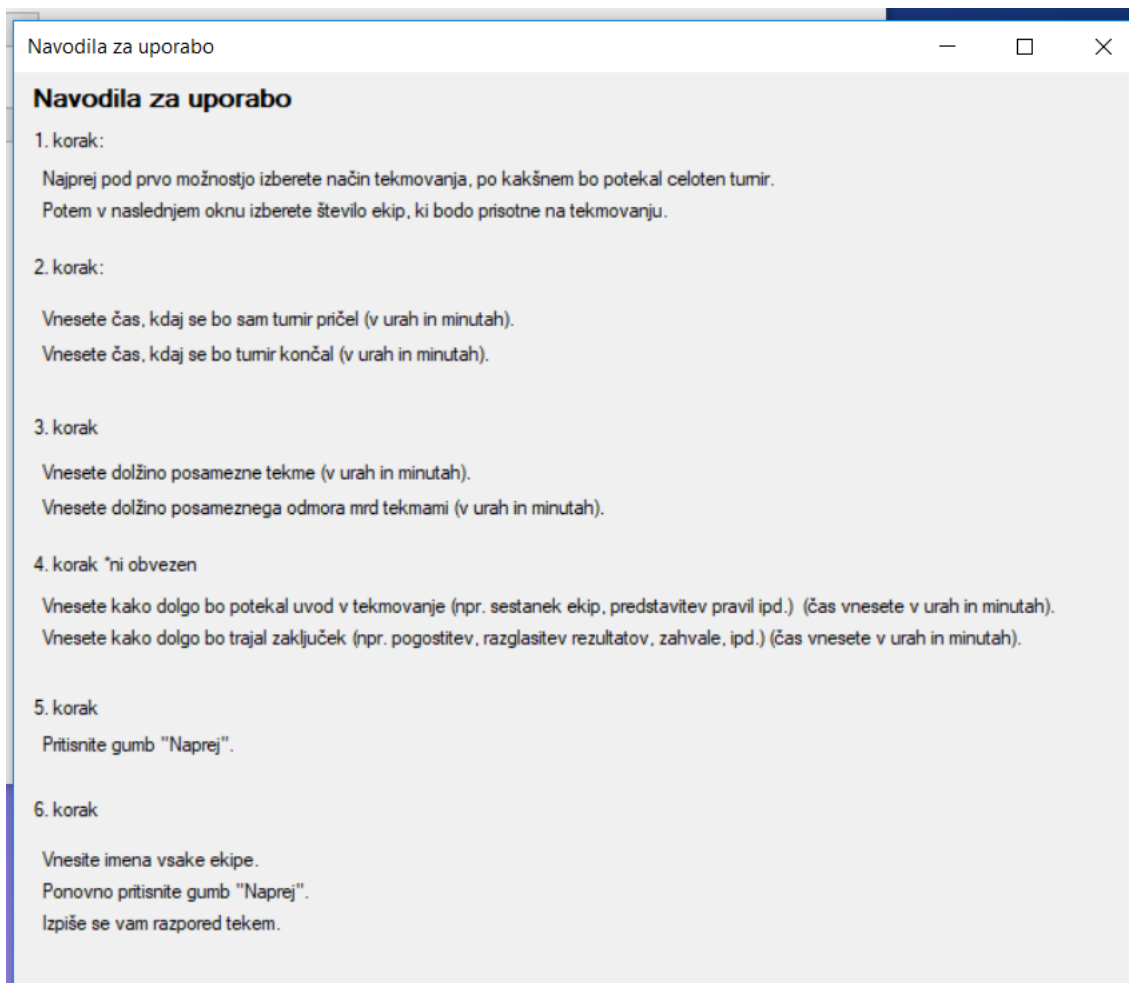 Navodila za uporabo
Navodila za uporabo
1. korak:
Najprej pod prvo možnostjo izberete način tekmovanja, po kakšnem bo potekal celoten turnir.
Potem v naslednjem oknu izberete število ekip, ki bodo prisotne na tekmovanju.
2. korak:
Vnesete čas, kdaj se bo sam turnir pričel (v urah in minutah).
Vnesete čas, kdaj se bo turnir končal (v urah in minutah).
3. korak
Vnesete dolžino posamezne tekme (v urah in minutah).
Vnesete dolžino posameznega odmora mrd tekmami (v urah in minutah).
4. korak *ni obvezen
Vnesete kako dolgo bo potekal uvod v tekmovanje (npr. sestanek ekip, predstavitev pravil ipd.)  (čas vnesete v urah in minutah).
Vnesete kako dolgo bo trajal zaključek (npr. pogostitev, razglasitev rezultatov, zahvale, ipd.) (čas vnesete v urah in minutah).
5. korak
Pritisnite gumb "Naprej".
6. korak
Vnesite imena vsake ekipe.
Ponovno pritisnite gumb "Naprej".
Izpiše se vam razpored tekem.